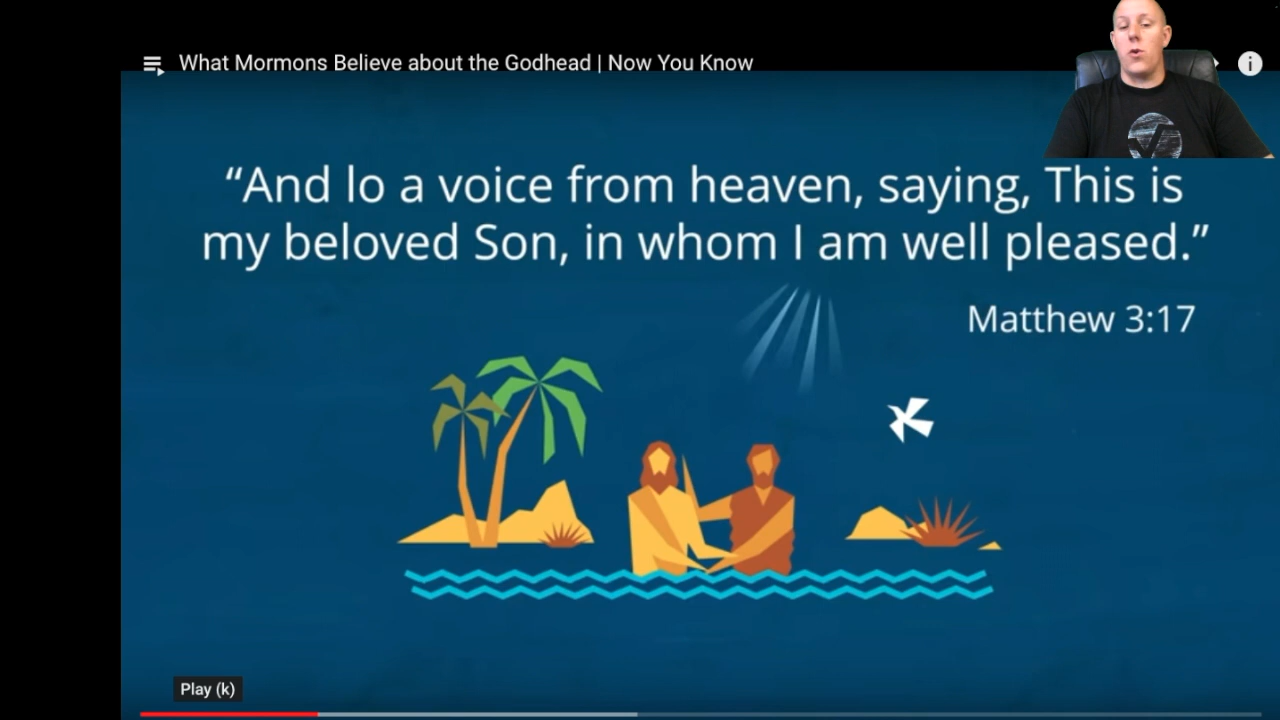 What Mormons Believe about the Godhead | Now You Know
“And lo a voice from heaven, saying, This is
my beloved Son, in whom I am well pleased.”
Matthew 3:17
Play (k)